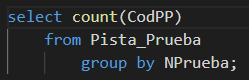 select count(CodPP)
from Pista_Prueba
group by NPrueba;